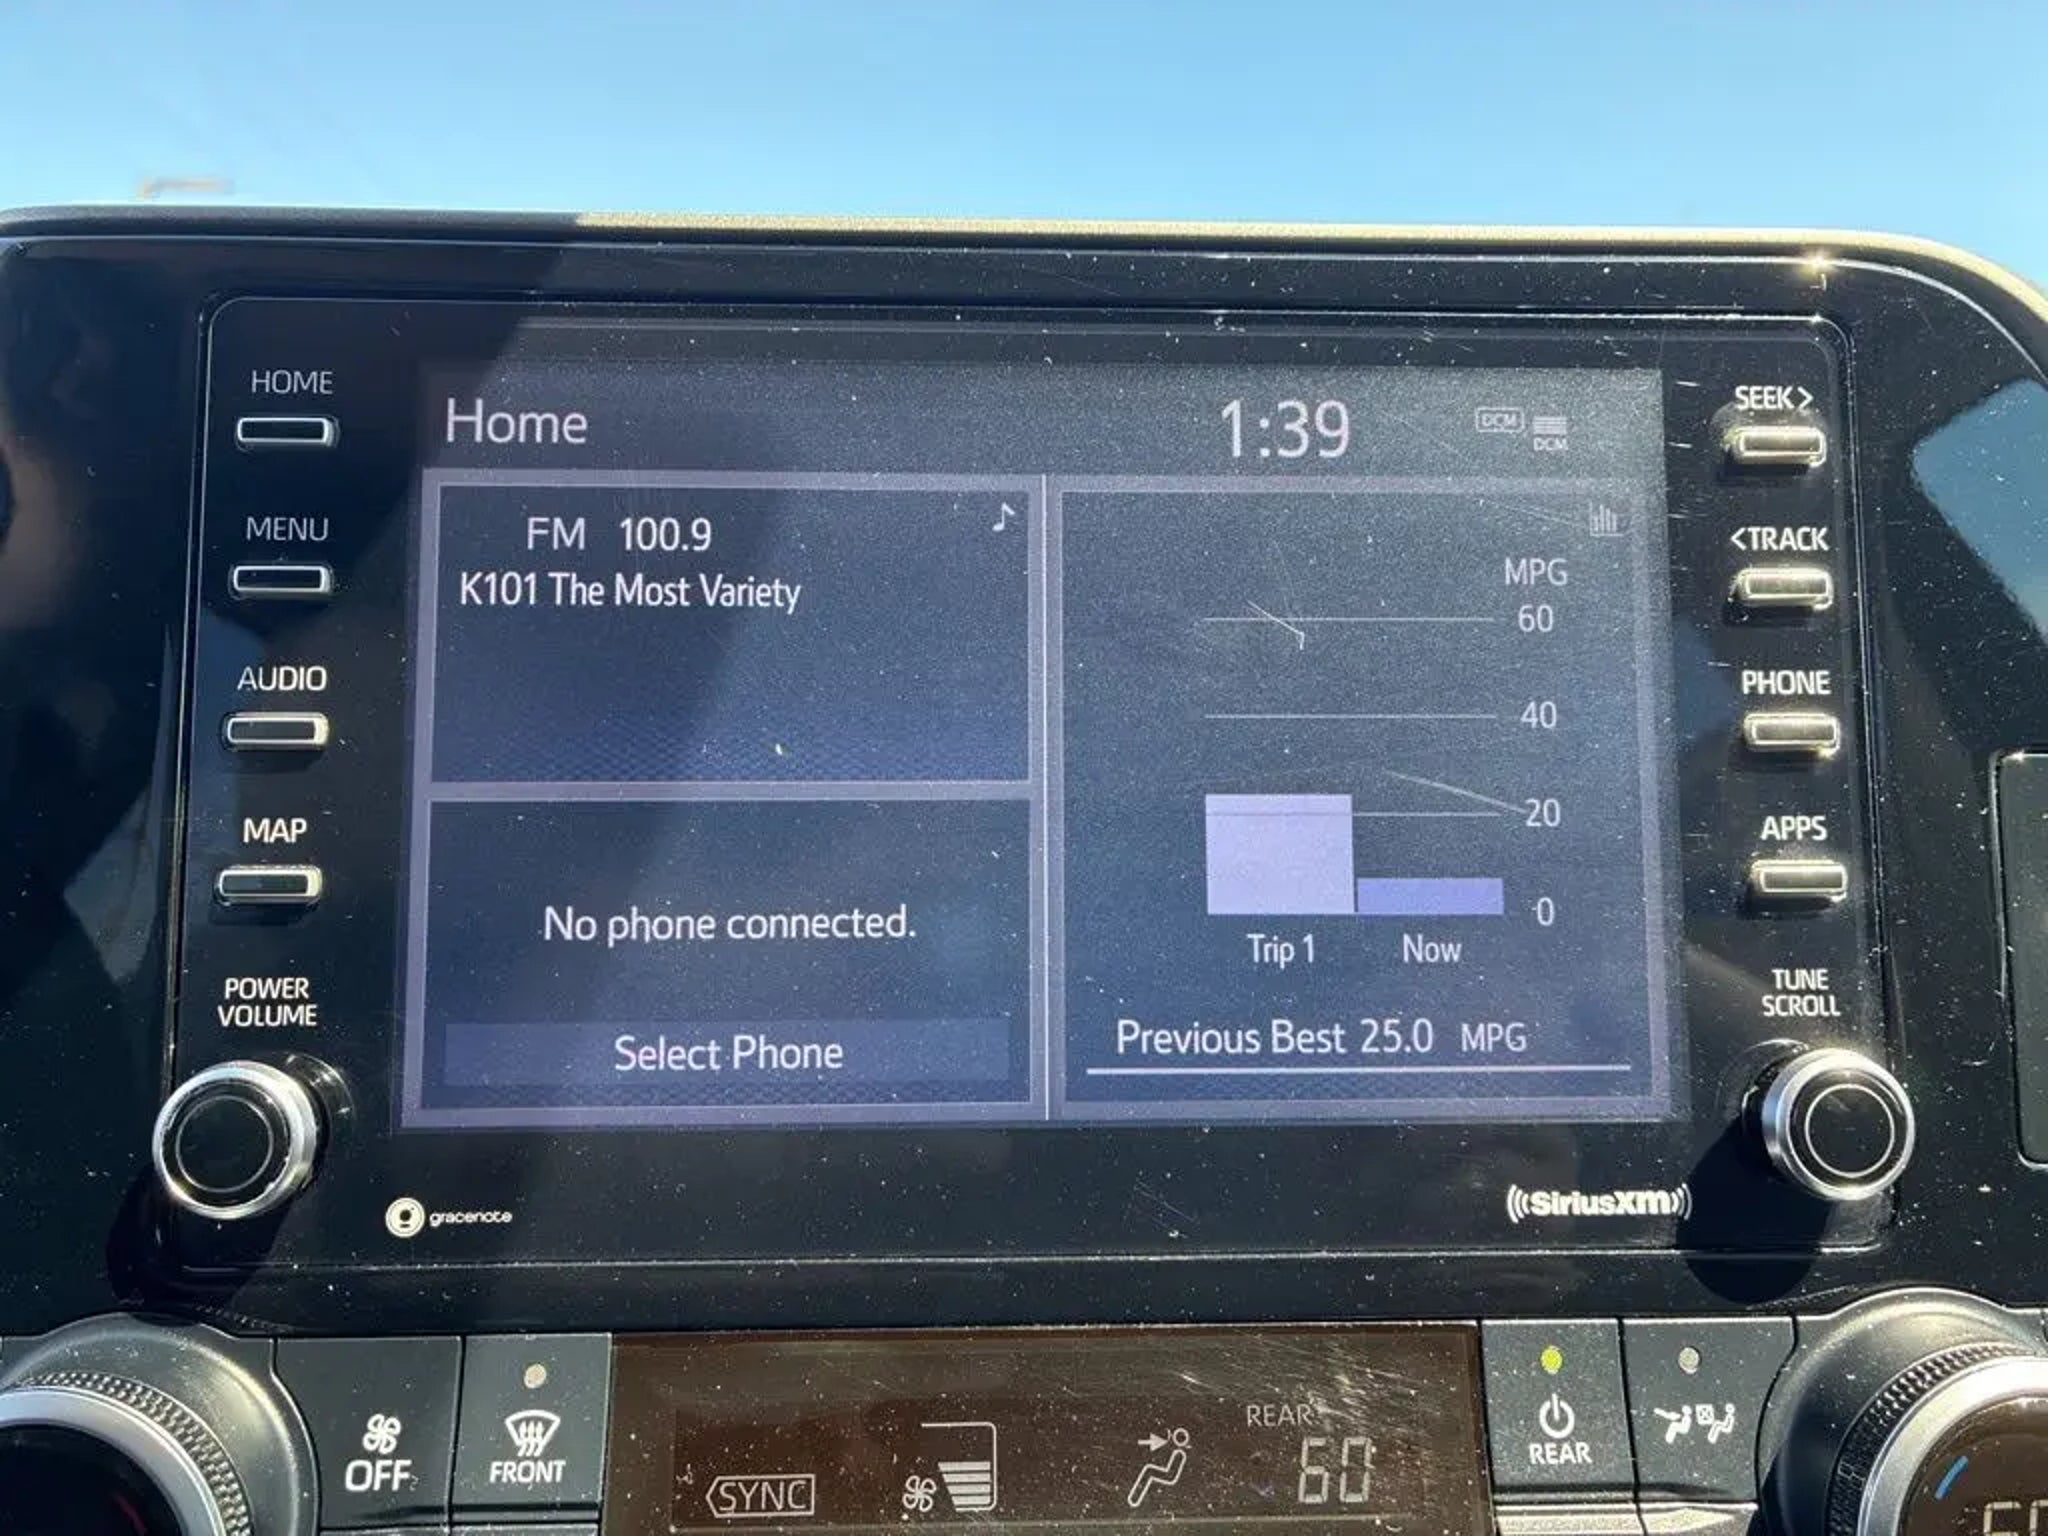 HOME
MENU
AUDIO
MAP
POWER
VOLUME
Home
1:39
DCM
DCM
FM 100.9
K101 The Most Variety
No phone connected.
Select Phone
MPG
60
40
20
0
Trip 1
Now
Previous Best 25.0 MPG
SEEK>
<TRACK
PHONE
APPS
TUNE
SCROLL
gracenote
((SiriusXM))
OFF
FRONT
SYNC
REAR
60
REAR